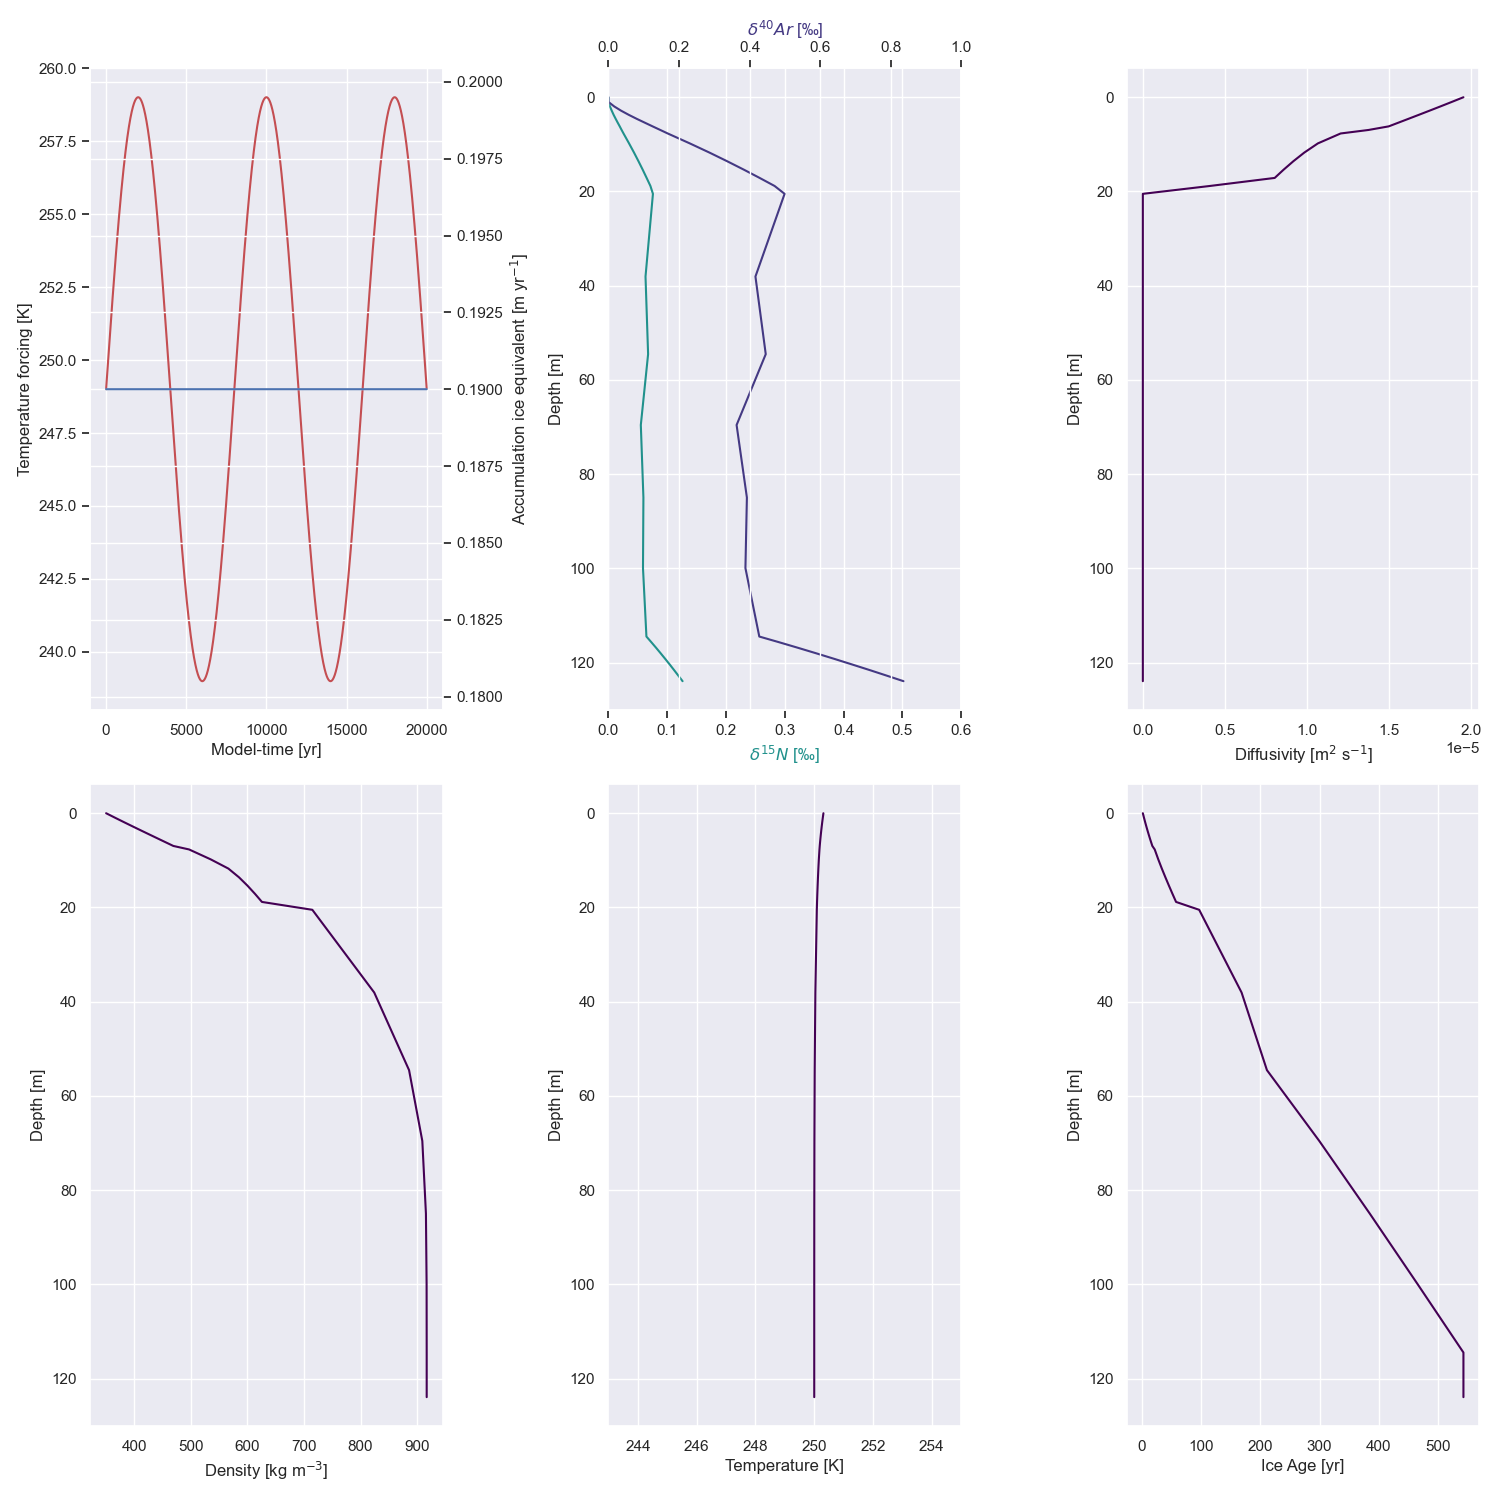 δ⁴⁰Ar [‰]
0.0 0.2 0.4 0.6 0.8 1.0
Temperature forcing [K]
260.0
257.5
255.0
252.5
250.0
247.5
245.0
242.5
240.0
0 5000 10000 15000 20000
Model-time [yr]
0.2000
0.1975
0.1950
0.1925
0.1900
0.1875
0.1850
0.1825
0.1800
Accumulation ice equivalent [m yr⁻¹]
Depth [m]
0
20
40
60
80
100
120
0.0 0.1 0.2 0.3 0.4 0.5 0.6
δ¹⁵N [‰]
Depth [m]
0
20
40
60
80
100
120
0.0 0.5 1.0 1.5 2.0
1e−5
Diffusivity [m² s⁻¹]
Depth [m]
0
20
40
60
80
100
120
400 500 600 700 800 900
Density [kg m⁻³]
Depth [m]
0
20
40
60
80
100
120
244 246 248 250 252 254
Temperature [K]
Depth [m]
0
20
40
60
80
100
120
0 100 200 300 400 500
Ice Age [yr]